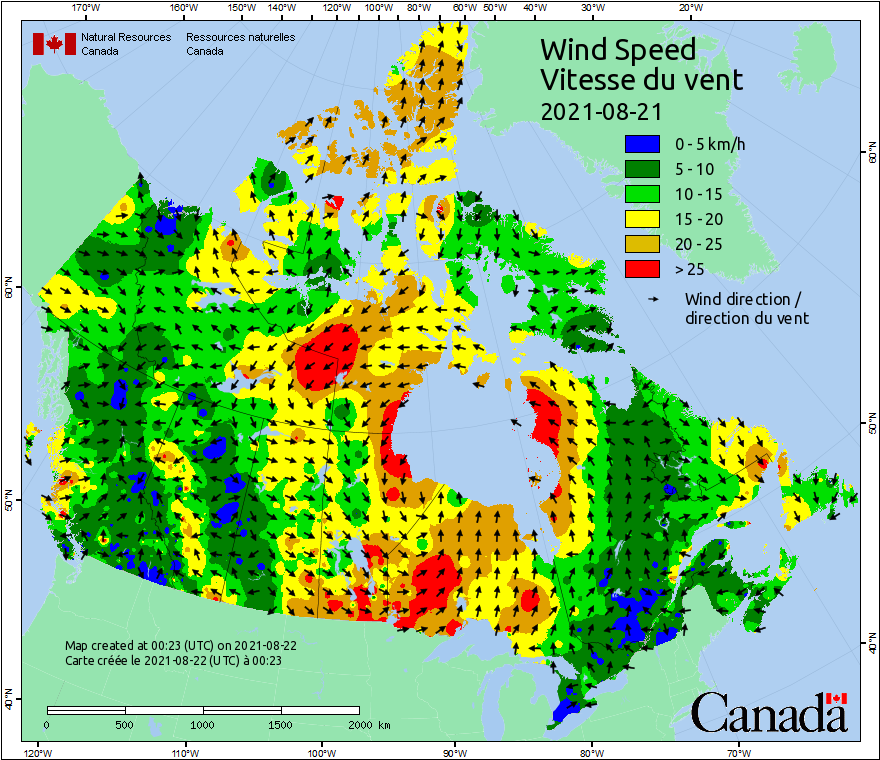 170°W 160°W 150°W 140°W 120°W 100°W 80°W 60°W 50°W 40°W 30°W 20°W
Natural Resources Ressources naturelles
Canada Canada
Wind Speed
Vitesse du vent
2021-08-21
0 - 5 km/h
5 - 10
10 - 15
15 - 20
20 - 25
> 25
Wind direction /
direction du vent
60°N
60°N
50°N
50°N
40°N
40°N
Map created at 00:23 (UTC) on 2021-08-22
Carte créée le 2021-08-22 (UTC) à 00:23
0 500 1000 1500 2000 km
Canada
120°W 110°W 100°W 90°W 80°W 70°W